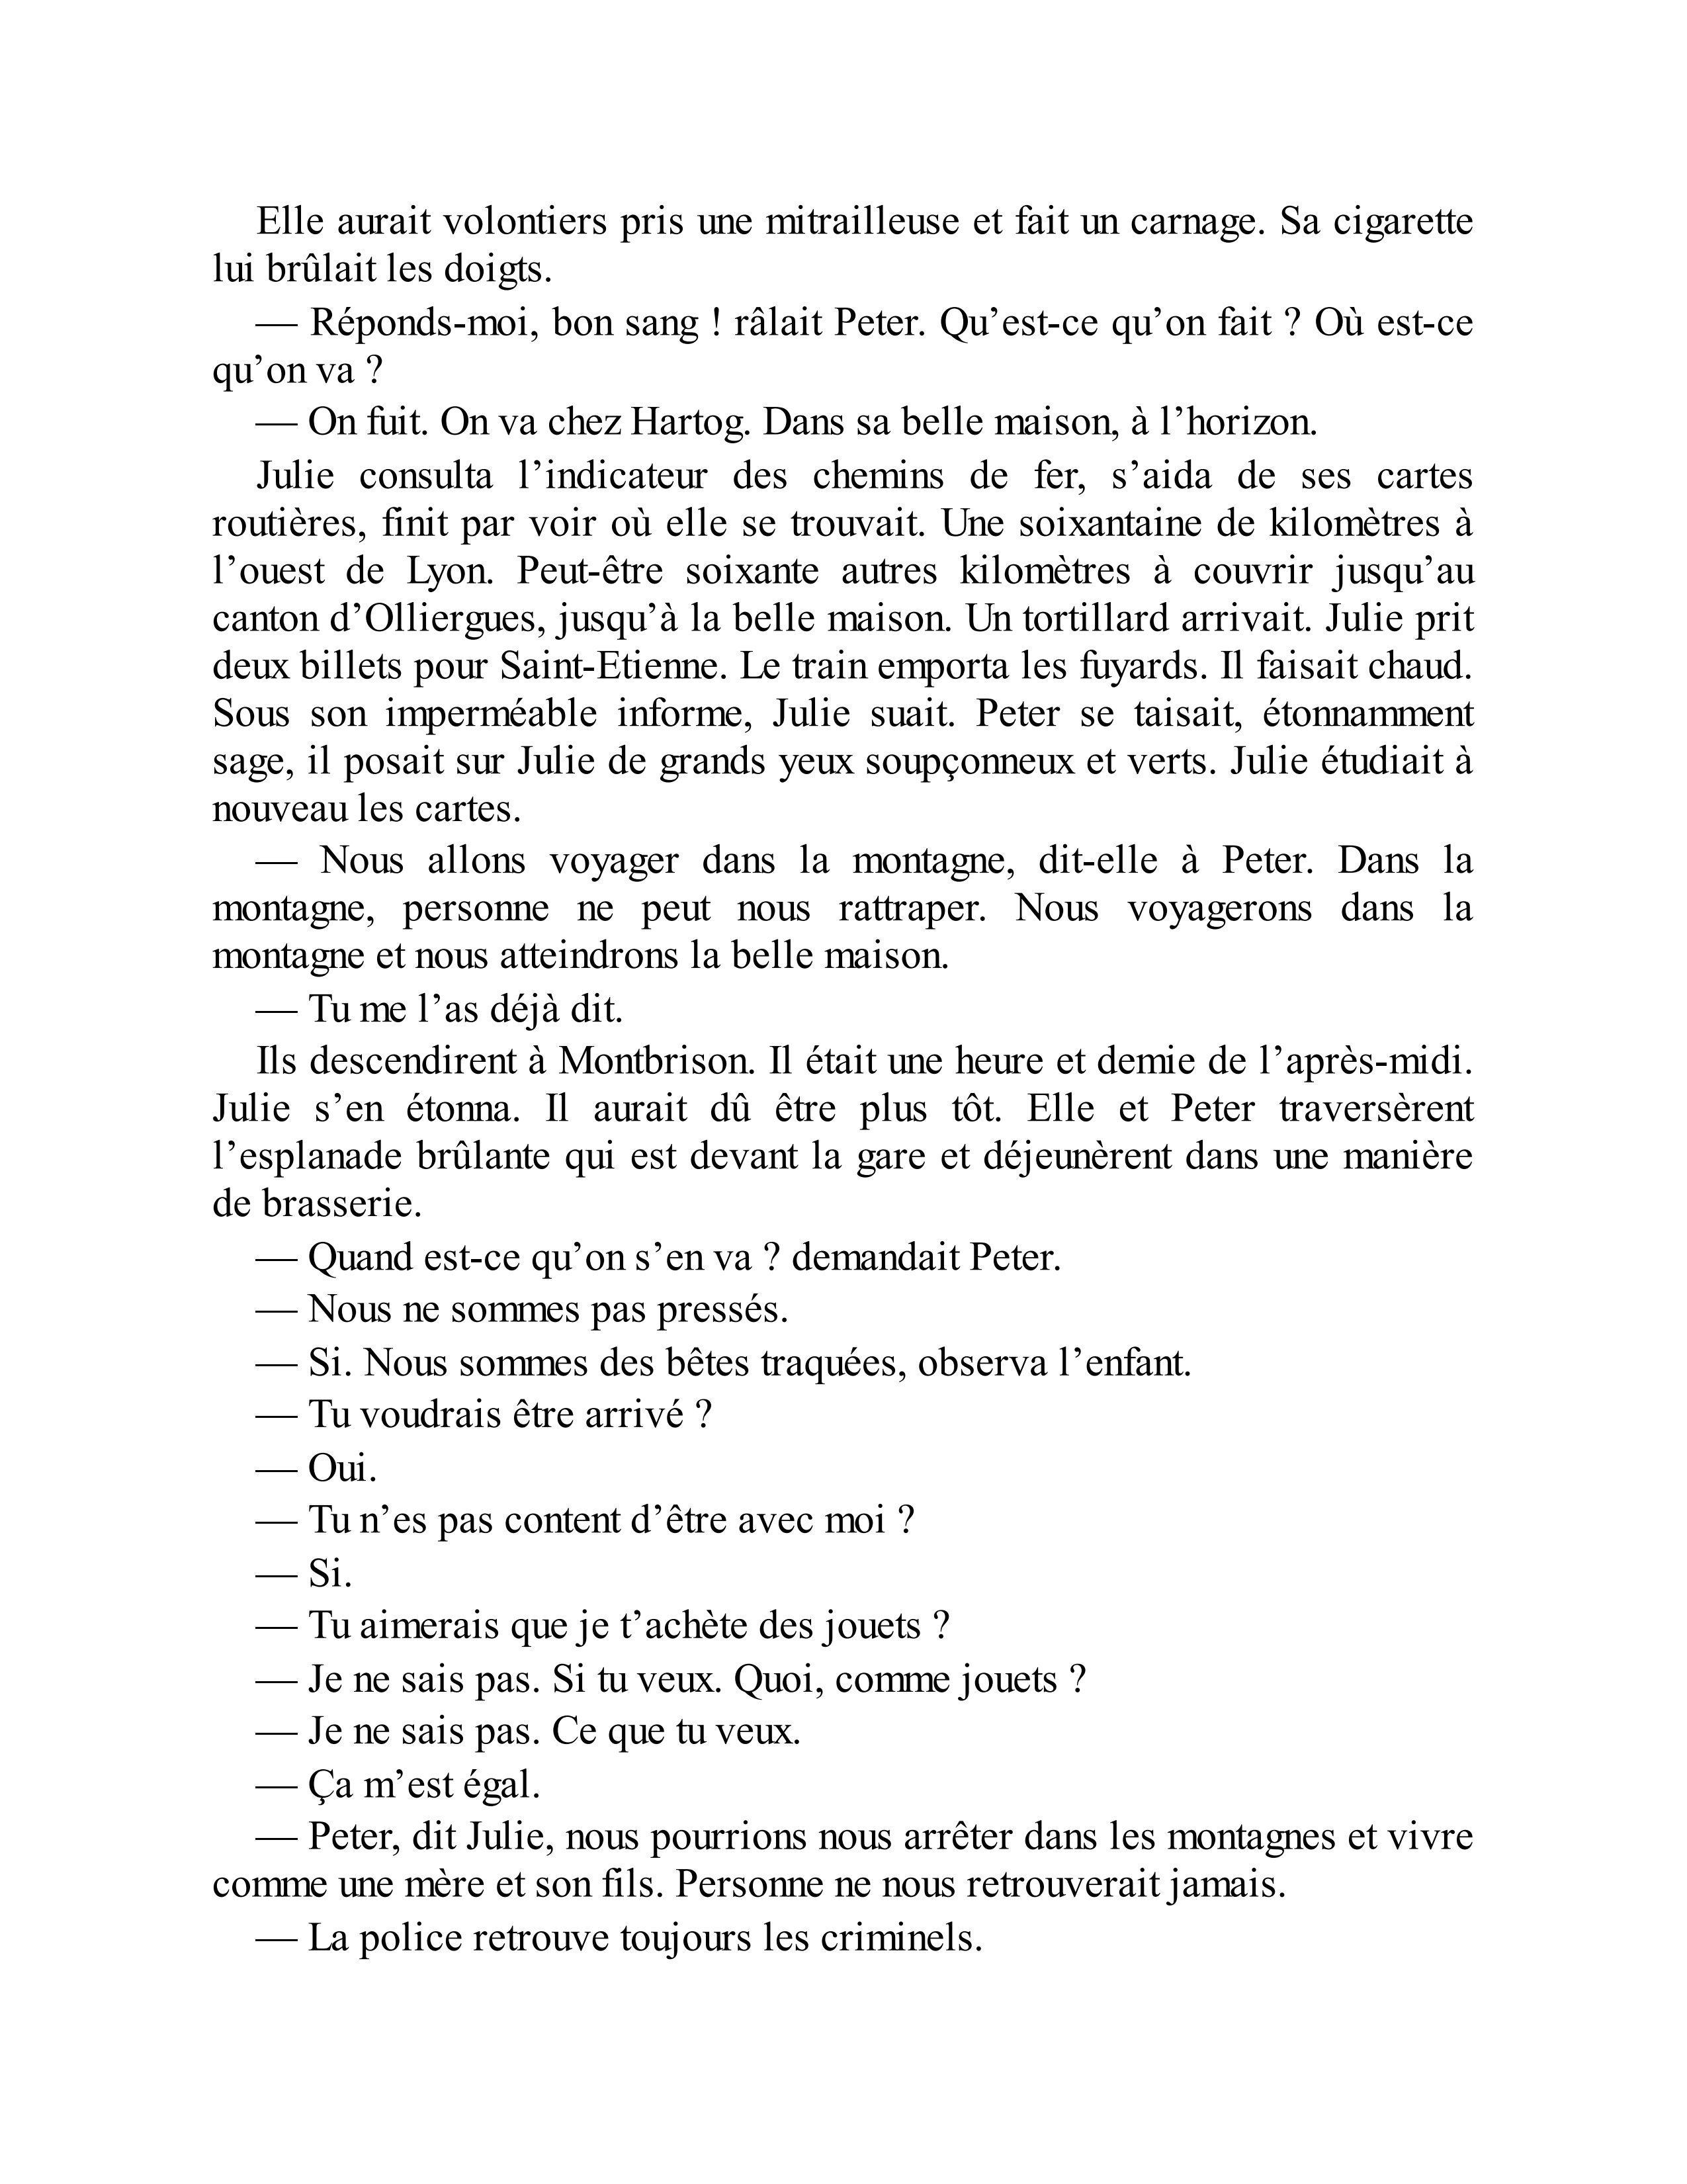 Elle aurait volontiers pris une mitrailleuse et fait un carnage. Sa cigarette
lui brûlait les doigts.
— Réponds-moi, bon sang ! râlait Peter. Qu’est-ce qu’on fait ? Où est-ce
qu’on va ?
— On fuit. On va chez Hartog. Dans sa belle maison, à l’horizon.
Julie consulta l’indicateur des chemins de fer, s’aida de ses cartes
routières, finit par voir où elle se trouvait. Une soixantaine de kilomètres à
l’ouest de Lyon. Peut-être soixante autres kilomètres à couvrir jusqu’au
canton d’Olliergues, jusqu’à la belle maison. Un tortillard arrivait. Julie prit
deux billets pour Saint-Etienne. Le train emporta les fuyards. Il faisait chaud.
Sous son imperméable informe, Julie suait. Peter se taisait, étonnamment
sage, il posait sur Julie de grands yeux soupçonneux et verts. Julie étudiait à
nouveau les cartes.
— Nous allons voyager dans la montagne, dit-elle à Peter. Dans la
montagne, personne ne peut nous rattraper. Nous voyagerons dans la
montagne et nous atteindrons la belle maison.
— Tu me l’as déjà dit.
Ils descendirent à Montbrison. Il était une heure et demie de l’après-midi.
Julie s’en étonna. Il aurait dû être plus tôt. Elle et Peter traversèrent
l’esplanade brûlante qui est devant la gare et déjeunèrent dans une manière
de brasserie.
— Quand est-ce qu’on s’en va ? demandait Peter.
— Nous ne sommes pas pressés.
— Si. Nous sommes des bêtes traquées, observa l’enfant.
— Tu voudrais être arrivé ?
— Oui.
— Tu n’es pas content d’être avec moi ?
— Si.
— Tu aimerais que je t’achète des jouets ?
— Je ne sais pas. Si tu veux. Quoi, comme jouets ?
— Je ne sais pas. Ce que tu veux.
— Ça m’est égal.
— Peter, dit Julie, nous pourrions nous arrêter dans les montagnes et vivre
comme une mère et son fils. Personne ne nous retrouverait jamais.
— La police retrouve toujours les criminels.